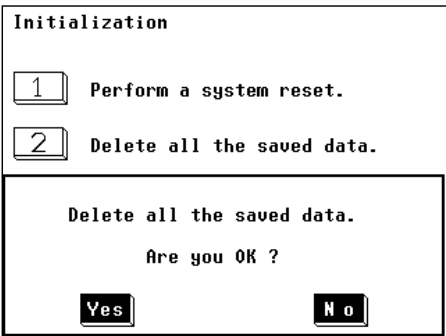 Initialization
1 Perform a system reset.
2 Delete all the saved data.
Delete all the saved data.
Are you OK ?
Yes No